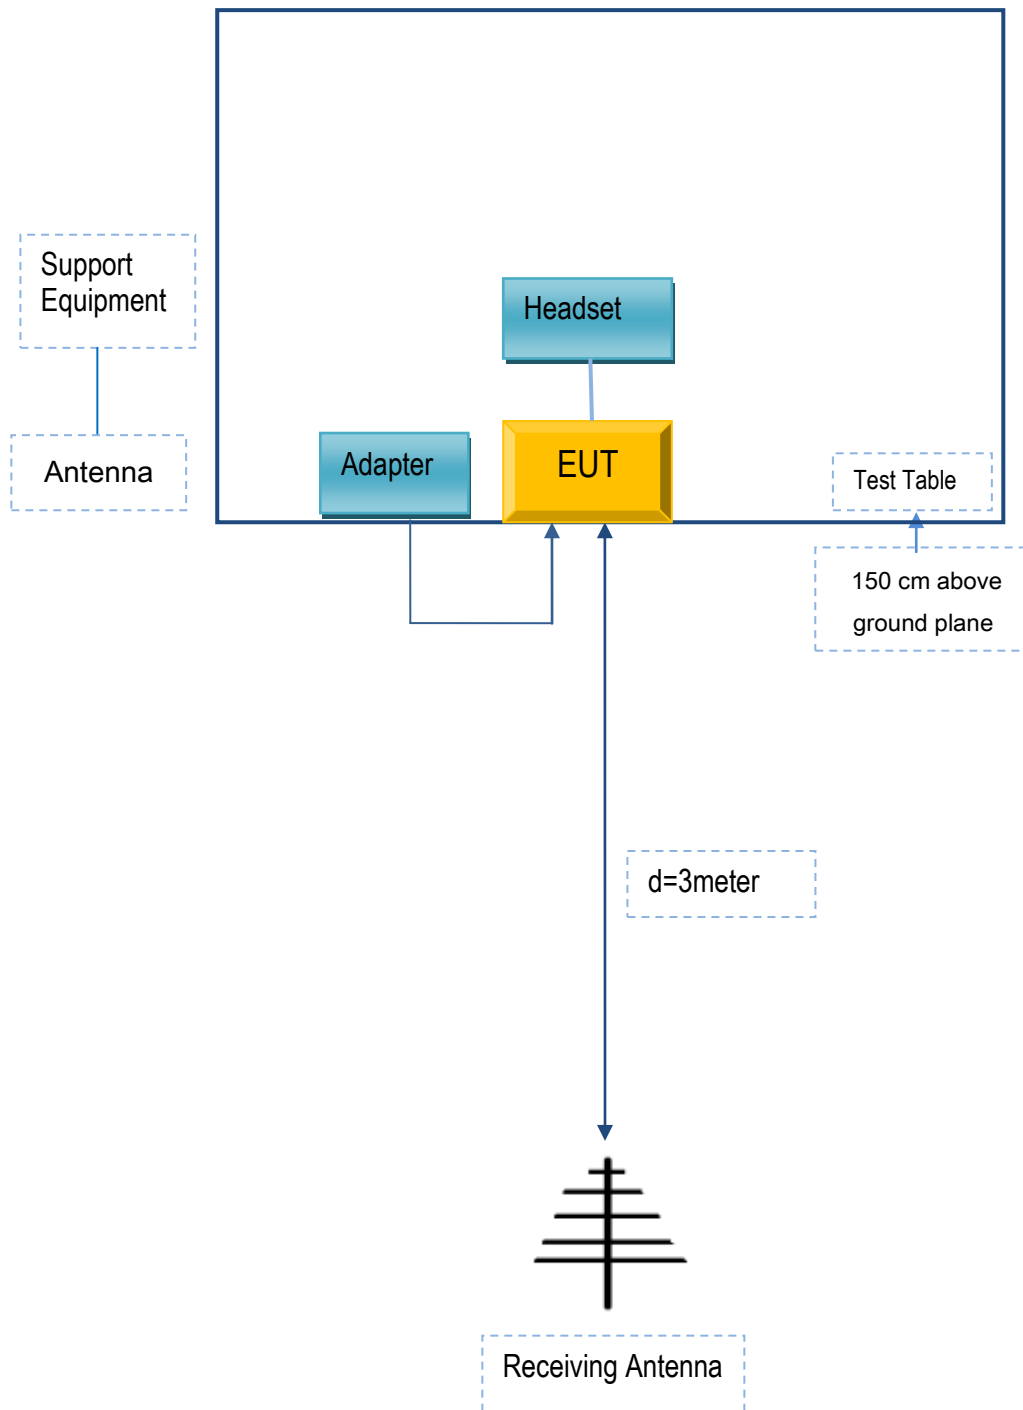 Support
Equipment
Antenna
Headset
Adapter
EUT
Test Table
150 cm above
ground plane
d=3meter
Receiving Antenna